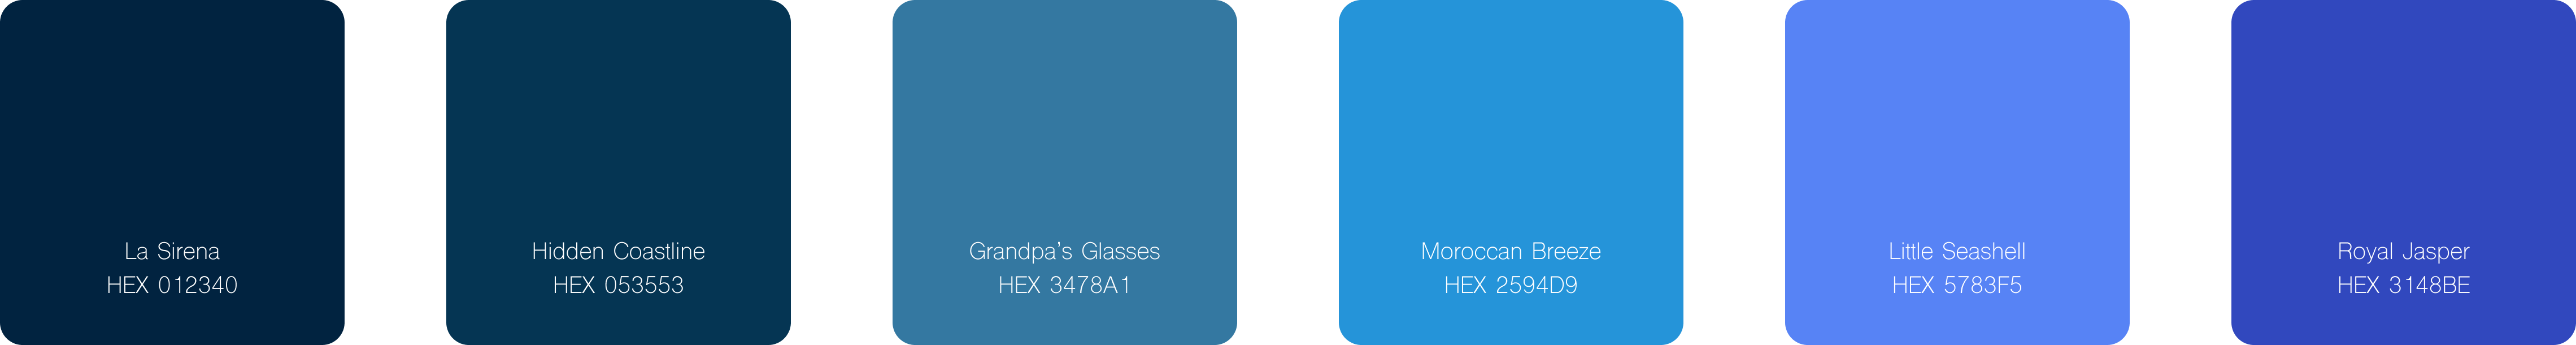 La Sirena
HEX 012340
Hidden Coastline
HEX 053553
Grandpa’s Glasses
HEX 3478A1
Moroccan Breeze
HEX 2594D9
Little Seashell
HEX 5783F5
Royal Jasper
HEX 3148BE